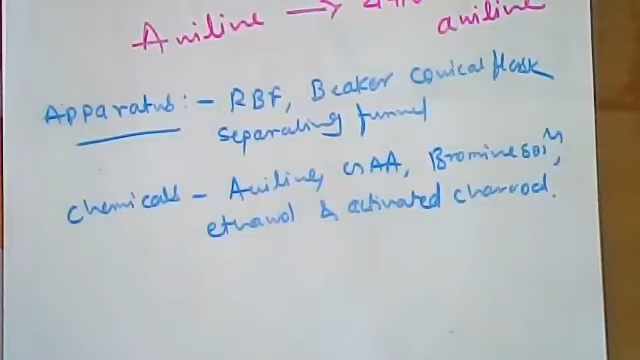 Aniline →
aniline
Apparatus:- RBF, Beaker conical flask
separating funnel
Chemicals - Aniline, GAA, Bromine solⁿ,
ethanol & activated charcoal.